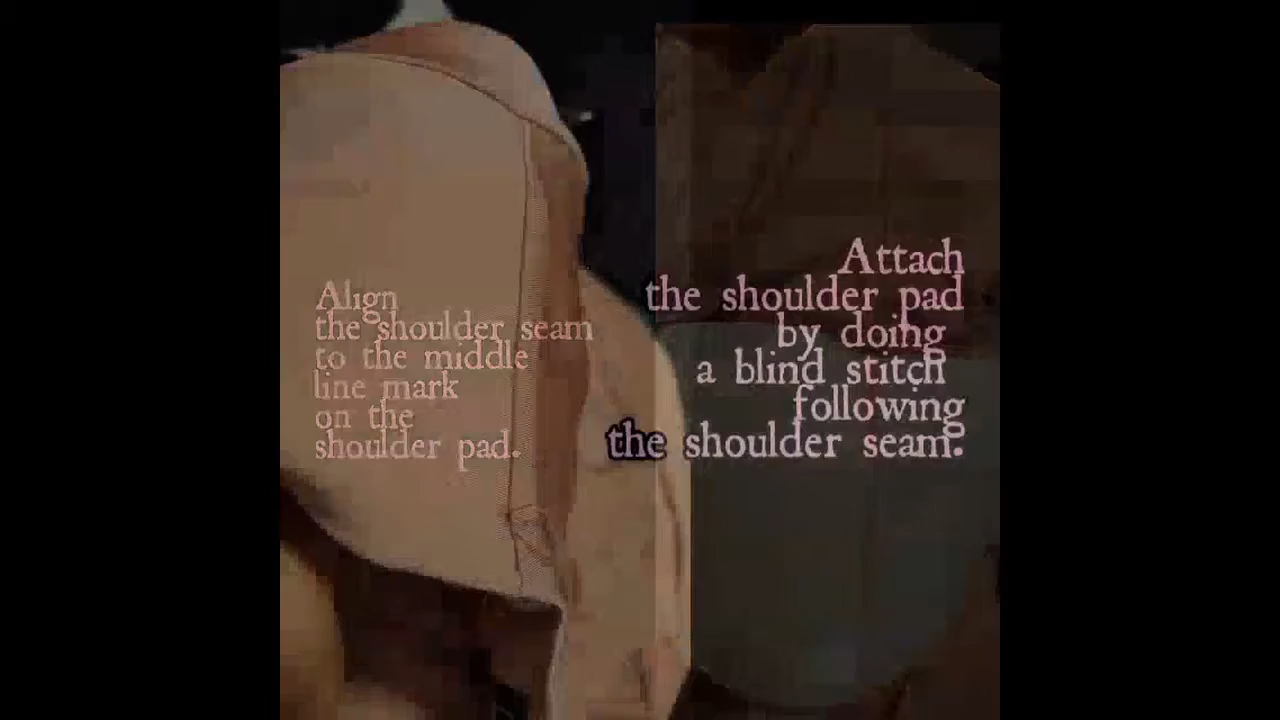 Align
the shoulder seam
to the middle
line mark
on the
shoulder pad.
Attach
the shoulder pad
by doing
a blind stitch
following
the shoulder seam.